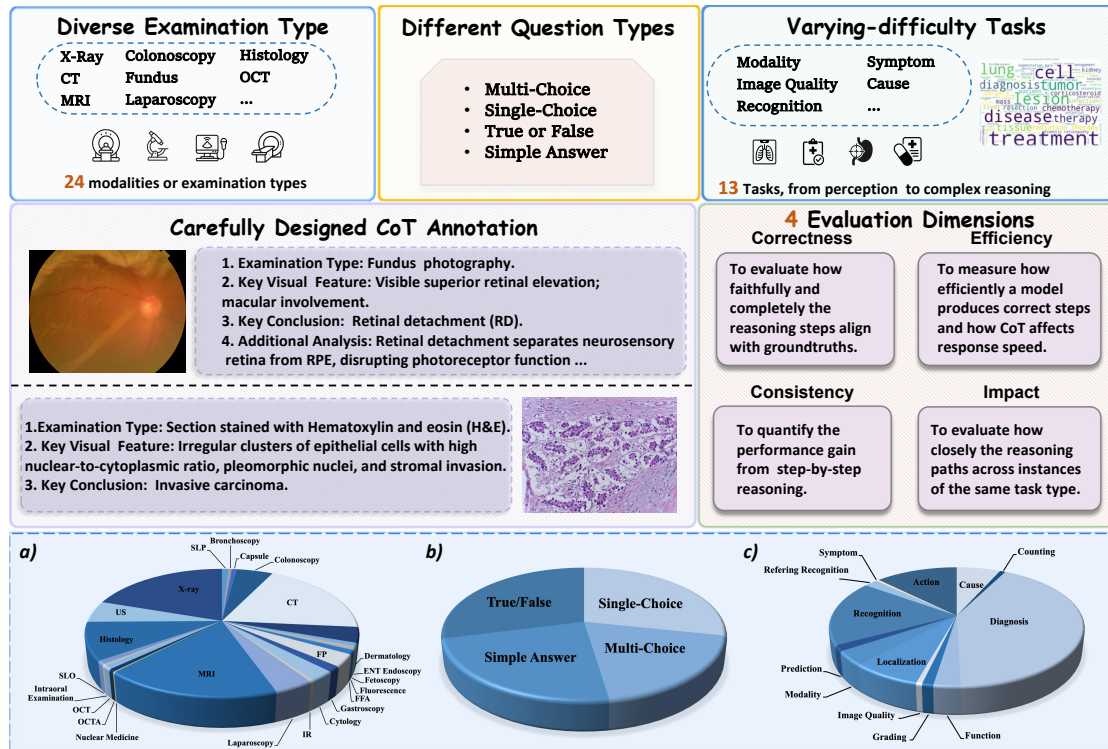 Diverse Examination Type
X-Ray Colonoscopy Histology
CT Fundus OCT
MRI Laparoscopy ...
24 modalities or examination types
Different Question Types
• Multi-Choice
• Single-Choice
• True or False
• Simple Answer
Varying-difficulty Tasks
Modality Symptom
Image Quality Cause
Recognition ...
lung cell
diagnosis tumor
corticosteroid
mass lesion
resection chemotherapy
disease therapy
tissue
treatment
kidney
13 Tasks, from perception to complex reasoning
Carefully Designed CoT Annotation
1. Examination Type: Fundus photography.
2. Key Visual Feature: Visible superior retinal elevation;
macular involvement.
3. Key Conclusion: Retinal detachment (RD).
4. Additional Analysis: Retinal detachment separates neurosensory
retina from RPE, disrupting photoreceptor function ...
1.Examination Type: Section stained with Hematoxylin and eosin (H&E).
2. Key Visual Feature: Irregular clusters of epithelial cells with high
nuclear-to-cytoplasmic ratio, pleomorphic nuclei, and stromal invasion.
3. Key Conclusion: Invasive carcinoma.
4 Evaluation Dimensions
Correctness
To evaluate how
faithfully and
completely the
reasoning steps align
with groundtruths.
Efficiency
To measure how
efficiently a model
produces correct steps
and how CoT affects
response speed.
Consistency
To quantify the
performance gain
from step-by-step
reasoning.
Impact
To evaluate how
closely the reasoning
paths across instances
of the same task type.
a)
Bronchoscopy
SLP
Capsule
Colonoscopy
X-ray
CT
US
Histology
FP
MRI
Dermatology
ENT Endoscopy
Fetoscopy
Fluorescence
FFA
Gastroscopy
Cytology
IR
Laparoscopy
SLO
Intraoral
Examination
OCT
OCTA
Nuclear Medicine
b)
True/False
Single-Choice
Simple Answer
Multi-Choice
c)
Symptom
Counting
Refering Recognition
Action
Cause
Recognition
Diagnosis
Localization
Prediction
Modality
Image Quality
Grading
Function